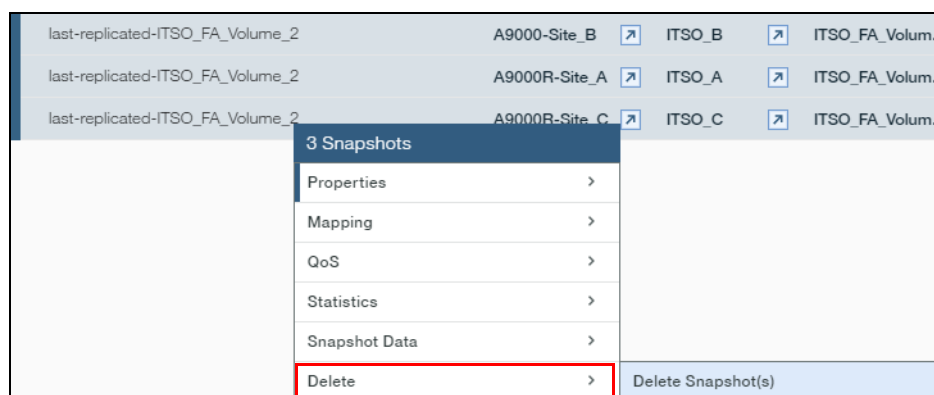 last-replicated-ITSO_FA_Volume_2 A9000-Site_B ITSO_B ITSO_FA_Volum.
last-replicated-ITSO_FA_Volume_2 A9000R-Site_A ITSO_A ITSO_FA_Volum.
last-replicated-ITSO_FA_Volume_2 A9000R-Site_C ITSO_C ITSO_FA_Volum.
3 Snapshots
Properties >
Mapping >
QoS >
Statistics >
Snapshot Data >
Delete > Delete Snapshot(s)